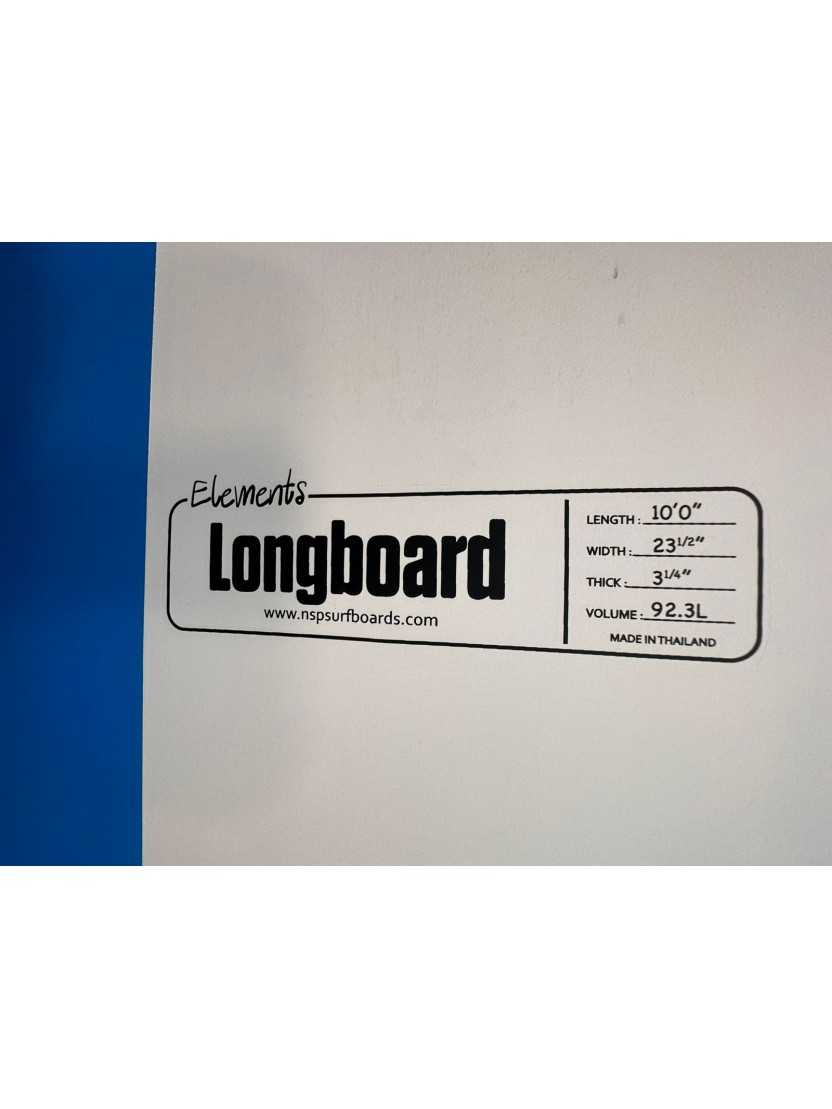 Elements
Longboard
www.nspsurfboards.com
LENGTH: 10'0"
WIDTH: 23 1/2"
THICK: 3 1/4"
VOLUME: 92.3L
MADE IN THAILAND